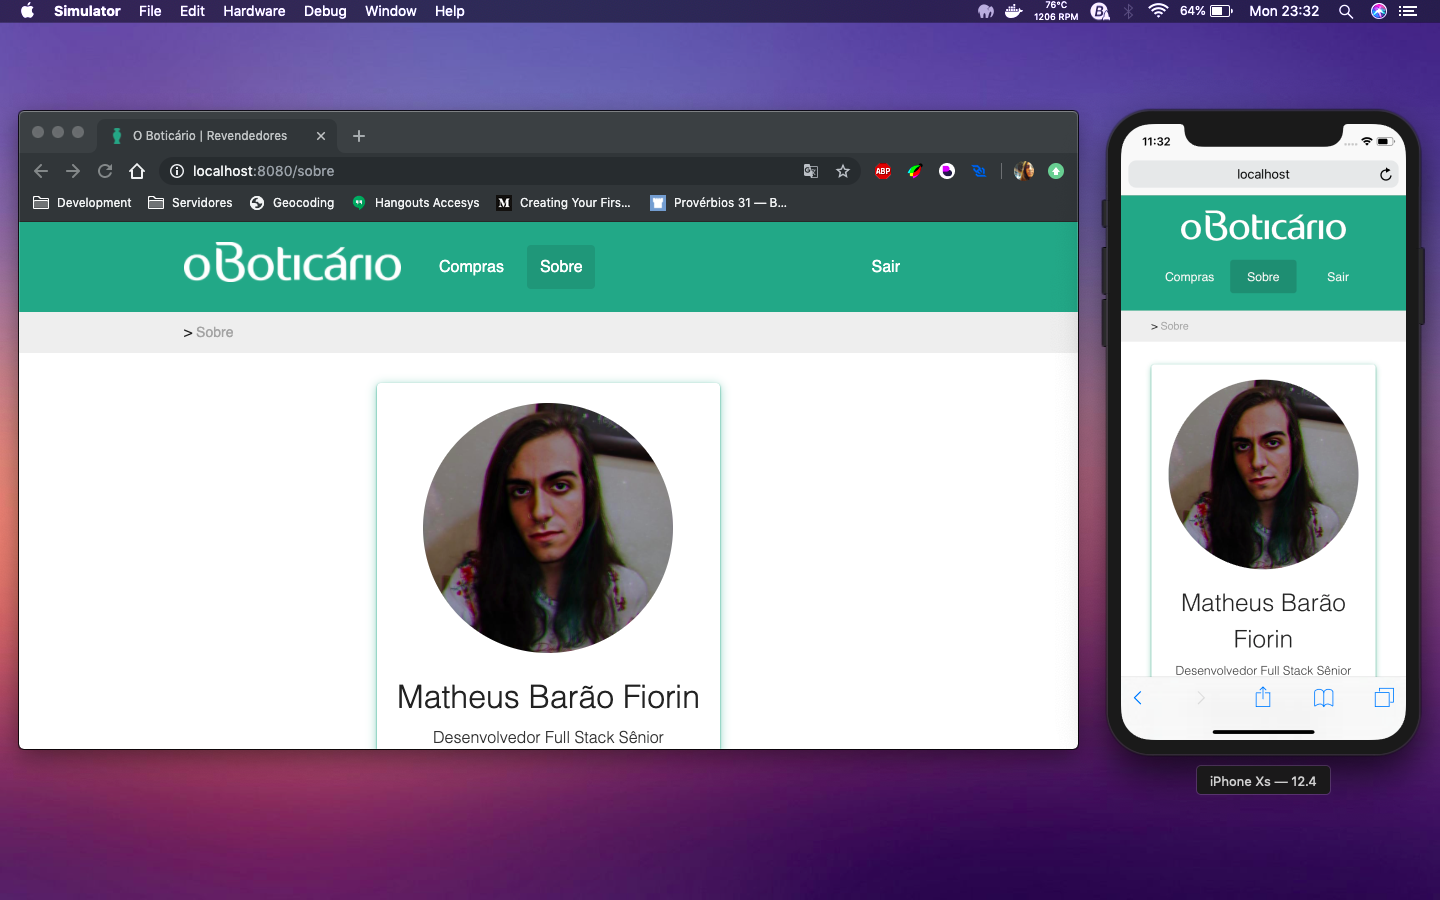 Simulator File Edit Hardware Debug Window Help
76°C
1206 RPM
64%
Mon 23:32
O Boticário | Revendedores
localhost:8080/sobre
ABP
Development Servidores Geocoding Hangouts Accesys Creating Your Firs... Provérbios 31 — B...
oBoticário Compras Sobre Sair
> Sobre
Matheus Barão Fiorin
Desenvolvedor Full Stack Sênior
11:32
localhost
oBoticário
Compras Sobre Sair
> Sobre
Matheus Barão
Fiorin
Desenvolvedor Full Stack Sênior
iPhone Xs — 12.4